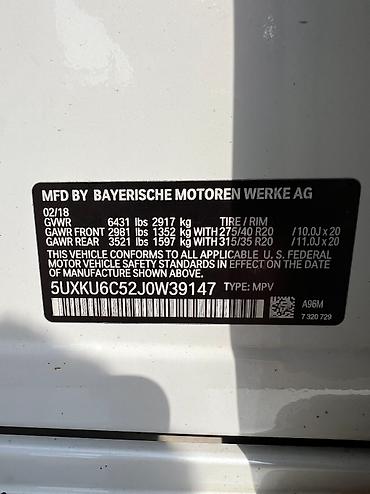 MFD BY BAYERISCHE MOTOREN WERKE AG
02/18
GVWR 6431 lbs 2917 kg TIRE / RIM
GAWR FRONT 2981 lbs 1352 kg WITH 275/40 R20 /10.0J x 20
GAWR REAR 3521 lbs 1597 kg WITH 315/35 R20 /11.0J x 20
THIS VEHICLE CONFORMS TO ALL APPLICABLE U. S. FEDERAL
MOTOR VEHICLE SAFETY AND THEFT PREVENTION STANDARDS
IN EFFECT ON THE DATE OF MANUFACTURE SHOWN ABOVE.
5UXKU6C52J0W39147 TYPE: MPV
A96M
7 320 729